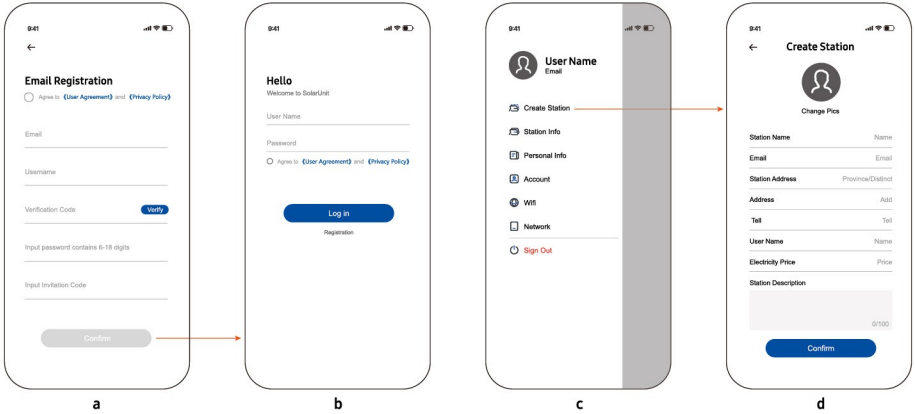 9:41
Email Registration
Agree to 《User Agreement》 and 《Privacy Policy》
Email
Username
Verification Code Verify
Input password contains 6-18 digits
Input Invitation Code
Confirm
a
9:41
Hello
Welcome to SolarUnit
User Name
Password
Agree to 《User Agreement》 and 《Privacy Policy》
Log in
Registration
b
9:41
User Name
Email
Create Station
Station Info
Personal Info
Account
Wifi
Network
Sign Out
c
9:41
Create Station
Change Pics
Station Name Name
Email Email
Station Address Province/Distinct
Address Add
Tell Tell
User Name Name
Electricity Price Price
Station Description
0/100
Confirm
d